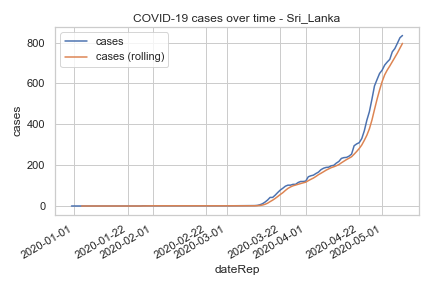 COVID-19 cases over time - Sri_Lanka
cases
cases (rolling)
800
600
400
200
0
cases
2020-01-01
2020-01-22
2020-02-01
2020-02-22
2020-03-01
2020-03-22
2020-04-01
2020-04-22
2020-05-01
dateRep